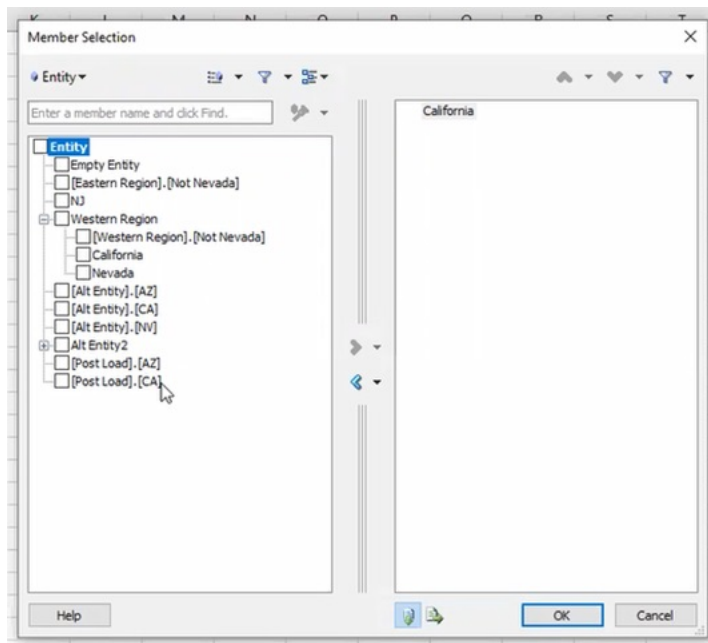 Member Selection
Entity
Enter a member name and click Find.
California
Entity
Empty Entity
[Eastern Region].[Not Nevada]
NJ
Western Region
[Western Region].[Not Nevada]
California
Nevada
[Alt Entity].[AZ]
[Alt Entity].[CA]
[Alt Entity].[NV]
Alt Entity2
[Post Load].[AZ]
[Post Load].[CA]
Help
OK
Cancel